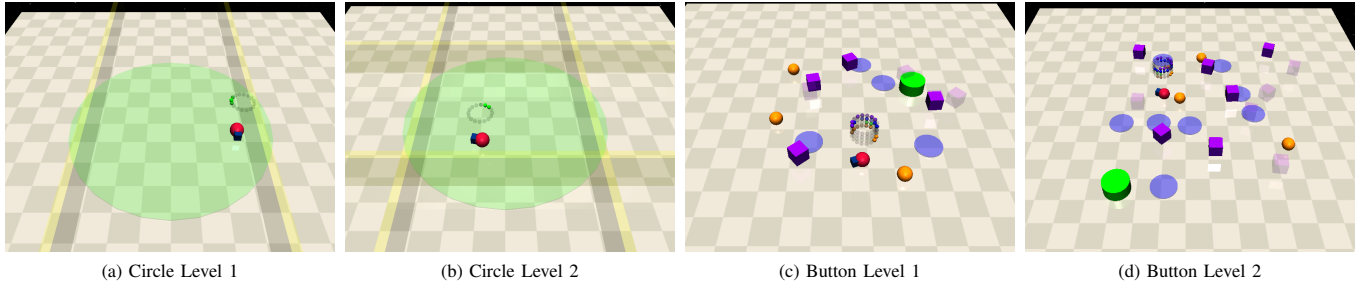 (a) Circle Level 1
(b) Circle Level 2
(c) Button Level 1
(d) Button Level 2